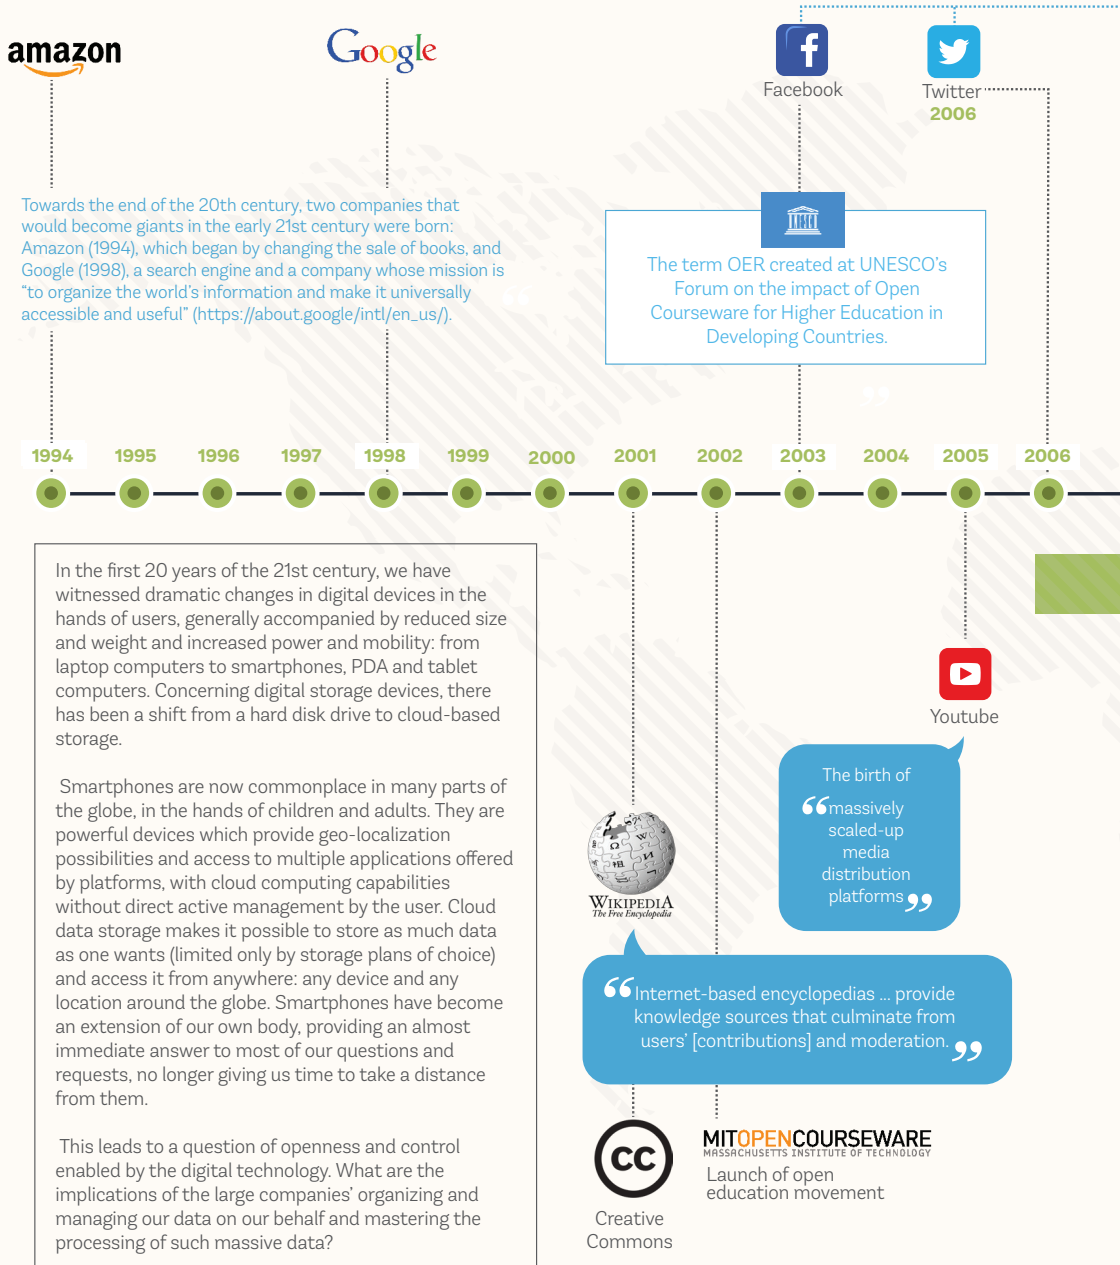 amazon
Google
Facebook
Twitter
2006
Towards the end of the 20th century, two companies that
would become giants in the early 21st century were born:
Amazon (1994), which began by changing the sale of books, and
Google (1998), a search engine and a company whose mission is
“to organize the world’s information and make it universally
accessible and useful” (https://about.google/intl/en_us/).
The term OER created at UNESCO’s
Forum on the impact of Open
Courseware for Higher Education in
Developing Countries.
1994 1995 1996 1997 1998 1999 2000 2001 2002 2003 2004 2005 2006
In the first 20 years of the 21st century, we have
witnessed dramatic changes in digital devices in the
hands of users, generally accompanied by reduced size
and weight and increased power and mobility: from
laptop computers to smartphones, PDA and tablet
computers. Concerning digital storage devices, there
has been a shift from a hard disk drive to cloud-based
storage.
Smartphones are now commonplace in many parts of
the globe, in the hands of children and adults. They are
powerful devices which provide geo-localization
possibilities and access to multiple applications offered
by platforms, with cloud computing capabilities
without direct active management by the user. Cloud
data storage makes it possible to store as much data
as one wants (limited only by storage plans of choice)
and access it from anywhere: any device and any
location around the globe. Smartphones have become
an extension of our own body, providing an almost
immediate answer to most of our questions and
requests, no longer giving us time to take a distance
from them.
This leads to a question of openness and control
enabled by the digital technology. What are the
implications of the large companies’ organizing and
managing our data on our behalf and mastering the
processing of such massive data?
Youtube
The birth of
“massively
scaled-up
media
distribution
platforms”
WIKIPEDIA
The Free Encyclopedia
“Internet-based encyclopedias ... provide
knowledge sources that culminate from
users’ [contributions] and moderation.”
cc
Creative
Commons
MITOPENCOURSEWARE
MASSACHUSETTS INSTITUTE OF TECHNOLOGY
Launch of open
education movement